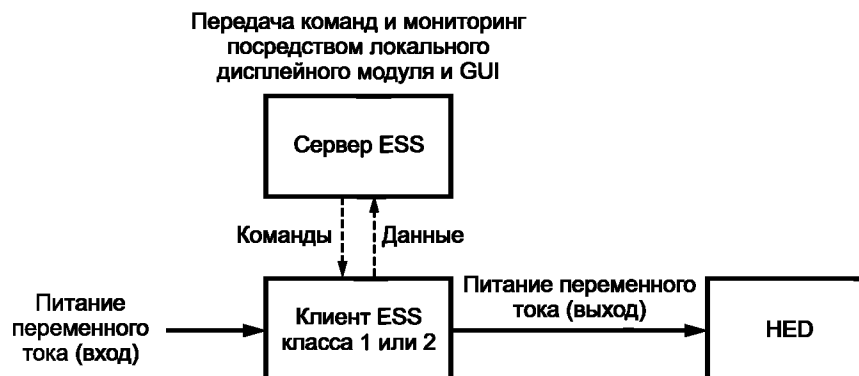 Передача команд и мониторинг
посредством локального
дисплейного модуля и GUI
Сервер ESS
Команды
Данные
Питание
переменного
тока (вход)
Клиент ESS
класса 1 или 2
Питание переменного
тока (выход)
HED